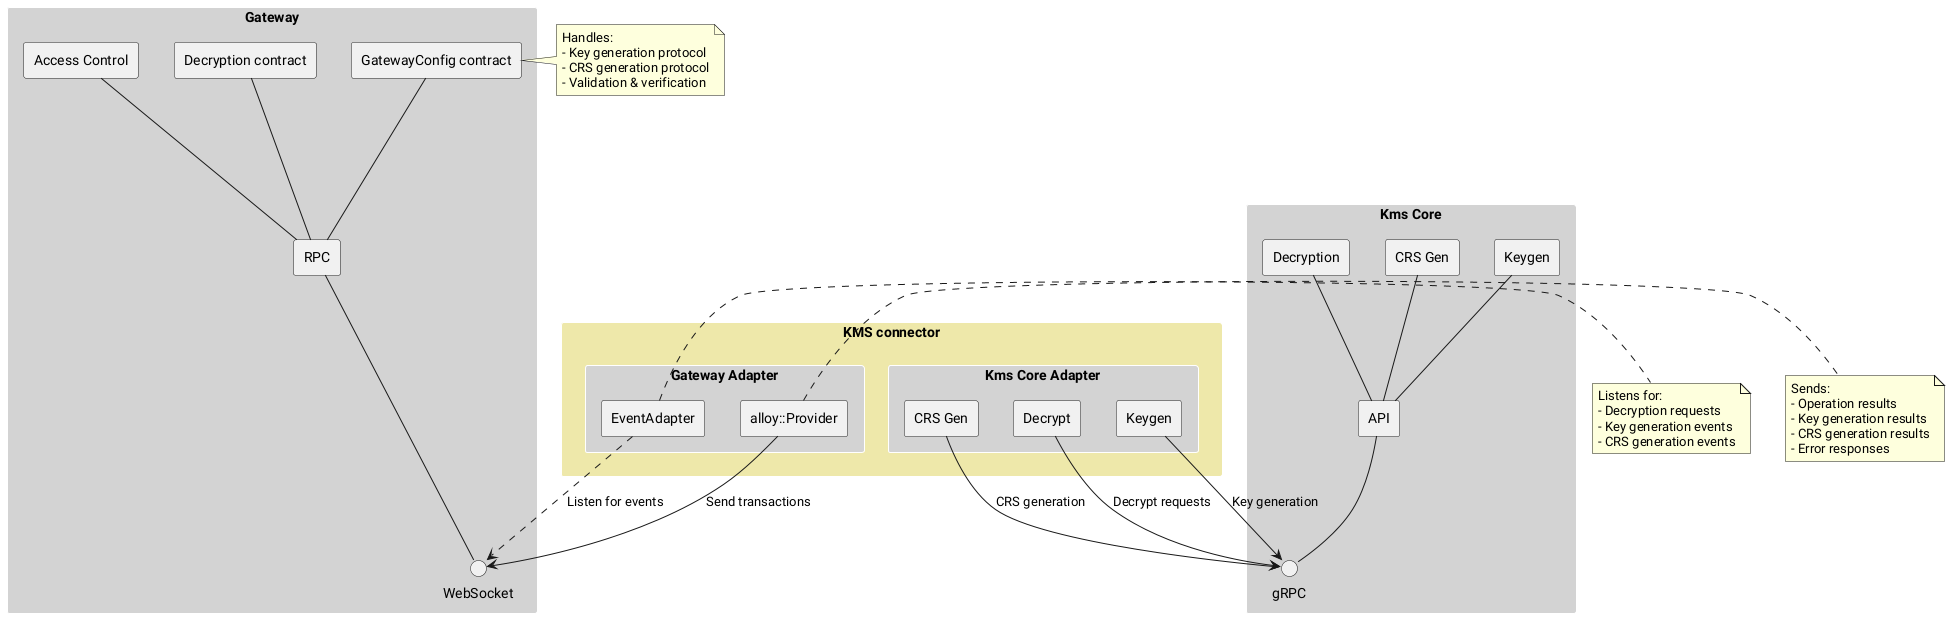 Gateway
Access Control
Decryption contract
GatewayConfig contract
Handles:
- Key generation protocol
- CRS generation protocol
- Validation & verification
RPC
WebSocket
KMS connector
Gateway Adapter
EventAdapter
alloy::Provider
Kms Core Adapter
CRS Gen
Decrypt
Keygen
Listen for events
Send transactions
CRS generation
Decrypt requests
Key generation
Kms Core
Decryption
CRS Gen
Keygen
API
gRPC
Listens for:
- Decryption requests
- Key generation events
- CRS generation events
Sends:
- Operation results
- Key generation results
- CRS generation results
- Error responses